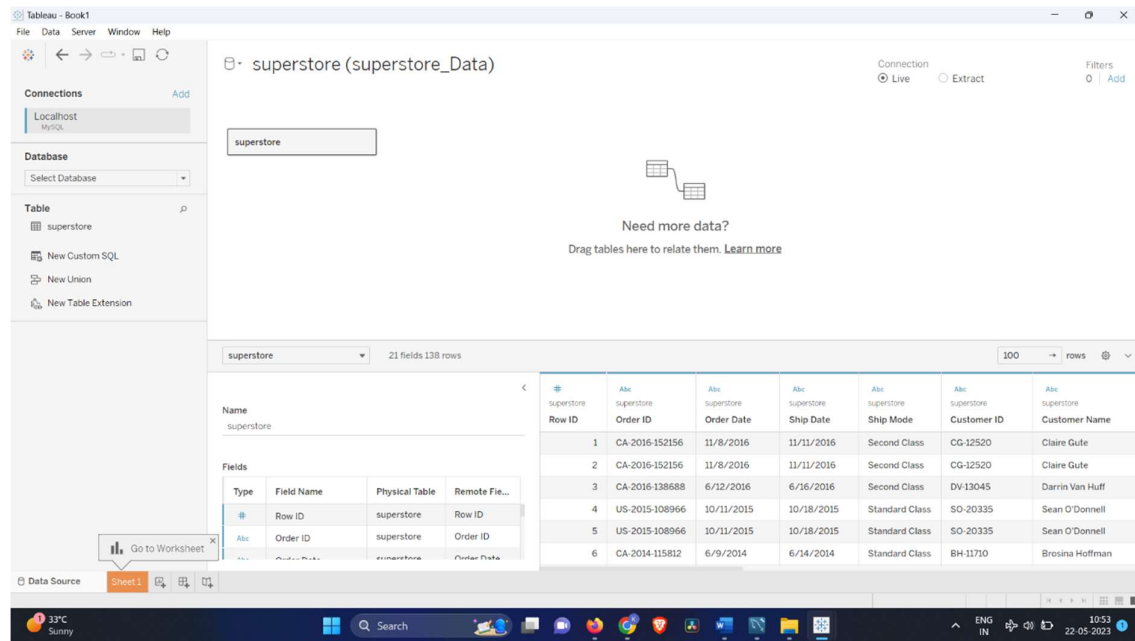 Tableau - Book1
File Data Server Window Help
superstore (superstore_Data)
Connection
Live Extract
Filters
0 Add
Connections Add
Localhost
MySQL
Database
Select Database
Table
superstore
New Custom SQL
New Union
New Table Extension
superstore
Need more data?
Drag tables here to relate them. Learn more
superstore 21 fields 138 rows 100 → rows
Name
superstore
Fields
Type Field Name Physical Table Remote Fie...
# Row ID superstore Row ID
Abc Order ID superstore Order ID
Abc Order Date superstore Order Date
# Abc Abc Abc Abc Abc Abc
superstore superstore superstore superstore superstore superstore superstore
Row ID Order ID Order Date Ship Date Ship Mode Customer ID Customer Name
1 CA-2016-152156 11/8/2016 11/11/2016 Second Class CG-12520 Claire Gute
2 CA-2016-152156 11/8/2016 11/11/2016 Second Class CG-12520 Claire Gute
3 CA-2016-138688 6/12/2016 6/16/2016 Second Class DV-13045 Darrin Van Huff
4 US-2015-108966 10/11/2015 10/18/2015 Standard Class SO-20335 Sean O'Donnell
5 US-2015-108966 10/11/2015 10/18/2015 Standard Class SO-20335 Sean O'Donnell
6 CA-2014-115812 6/9/2014 6/14/2014 Standard Class BH-11710 Brosina Hoffman
Go to Worksheet
Data Source Sheet 1
1 33°C
Sunny
Search
ENG
IN
10:53
22-05-2023
1